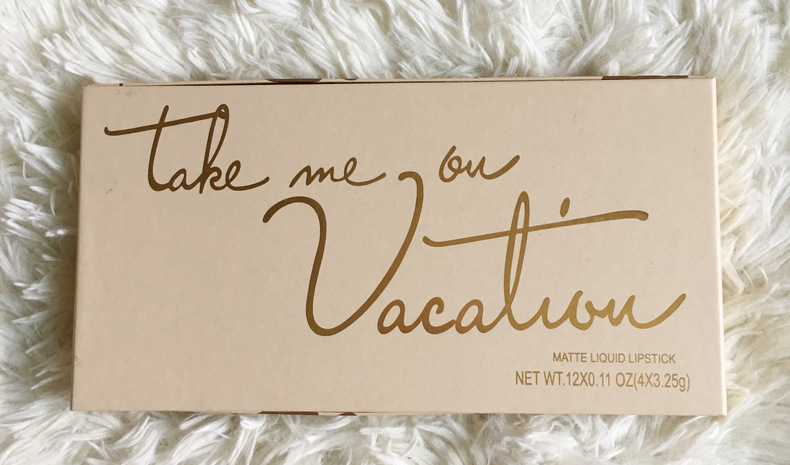 take me on
Vacation
MATTE LIQUID LIPSTICK
NET WT.12X0.11 OZ(4X3.25g)